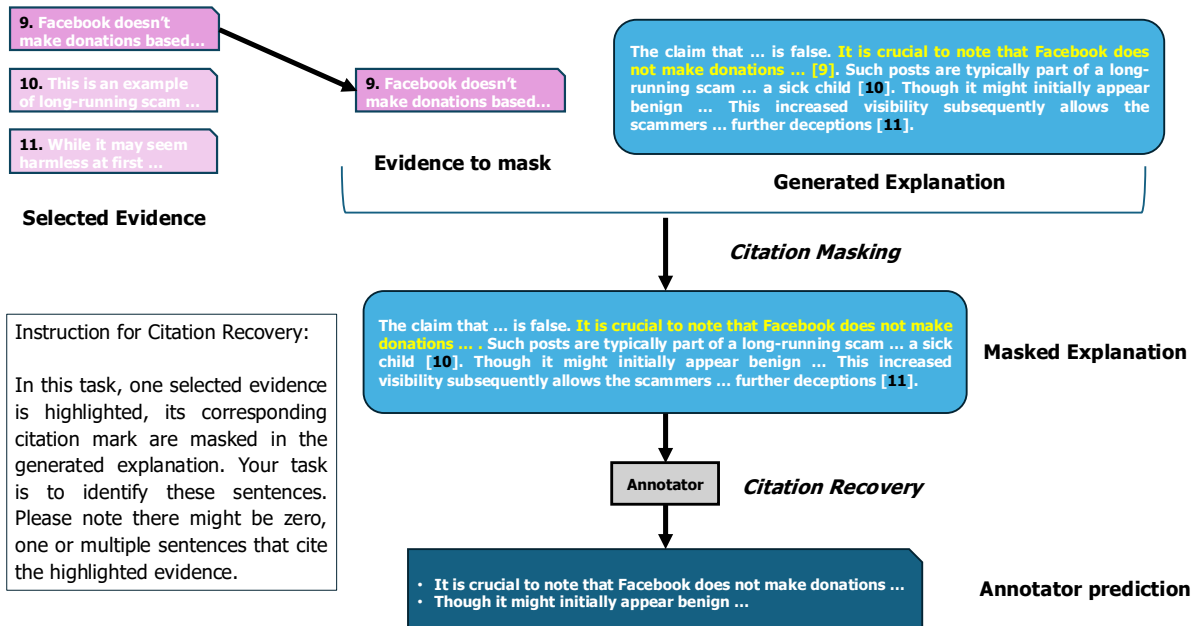 9. Facebook doesn't
make donations based...
10. This is an example
of long-running scam ...
11. While it may seem
harmless at first ...
Selected Evidence
9. Facebook doesn't
make donations based...
Evidence to mask
The claim that ... is false. It is crucial to note that Facebook does
not make donations ... [9]. Such posts are typically part of a long-
running scam ... a sick child [10]. Though it might initially appear
benign ... This increased visibility subsequently allows the
scammers ... further deceptions [11].
Generated Explanation
Citation Masking
Instruction for Citation Recovery:
In this task, one selected evidence
is highlighted, its corresponding
citation mark are masked in the
generated explanation. Your task
is to identify these sentences.
Please note there might be zero,
one or multiple sentences that cite
the highlighted evidence.
The claim that ... is false. It is crucial to note that Facebook does not make
donations ... . Such posts are typically part of a long-running scam ... a sick
child [10]. Though it might initially appear benign ... This increased
visibility subsequently allows the scammers ... further deceptions [11].
Masked Explanation
Annotator
Citation Recovery
• It is crucial to note that Facebook does not make donations ...
• Though it might initially appear benign ...
Annotator prediction